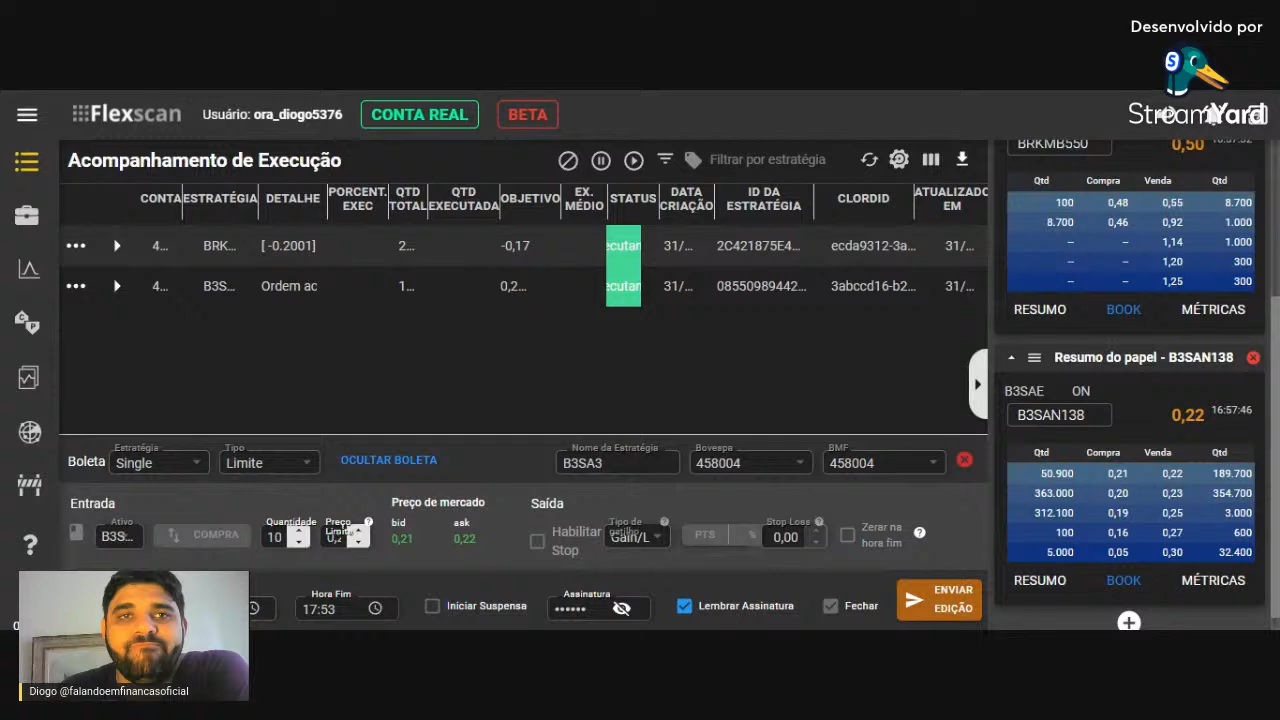 Desenvolvido por
StreamYard
Flexscan
Usuário: ora_diogo5376
CONTA REAL
BETA
Acompanhamento de Execução
Filtrar por estratégia
CONTA ESTRATÉGIA DETALHE PORCENT. EXEC QTD TOTAL QTD EXECUTADA OBJETIVO EX. MÉDIO STATUS DATA CRIAÇÃO ID DA ESTRATÉGIA CLORDID ATUALIZADO EM
4... BRK... [ -0.2001] 2... -0,17 ecutan 31/... 2C421875E4... ecda9312-3a... 31/...
4... B3S... Ordem ac 1... 0,2... ecutan 31/... 08550989442... 3abccd16-b2... 31/...
Boleta
Estratégia
Single
Tipo
Limite
OCULTAR BOLETA
Nome da Estratégia
B3SA3
Bovespa
458004
BMF
458004
Entrada
Ativo
B3S...
COMPRA
Quantidade
10
Preço Limite
Preço de mercado
bid ask
0,21 0,22
Saída
Habilitar Stop
Tipo de gatilho
Gain/L
PTS %
Stop Loss
0,00
Zerar na hora fim
Hora Fim
17:53
Iniciar Suspensa
Assinatura
••••••
Lembrar Assinatura
Fechar
ENVIAR EDIÇÃO
BRKMB550
0,50
Qtd Compra Venda Qtd
100 0,48 0,55 8.700
8.700 0,46 0,92 1.000
– – 1,14 1.000
– – 1,20 300
– – 1,25 300
RESUMO BOOK MÉTRICAS
Resumo do papel - B3SAN138
B3SAE ON
B3SAN138
0,22 16:57:46
Qtd Compra Venda Qtd
50.900 0,21 0,22 189.700
363.000 0,20 0,23 354.700
312.100 0,19 0,25 3.000
100 0,16 0,27 600
5.000 0,05 0,30 32.400
RESUMO BOOK MÉTRICAS
Diogo @falandoemfinancasoficial